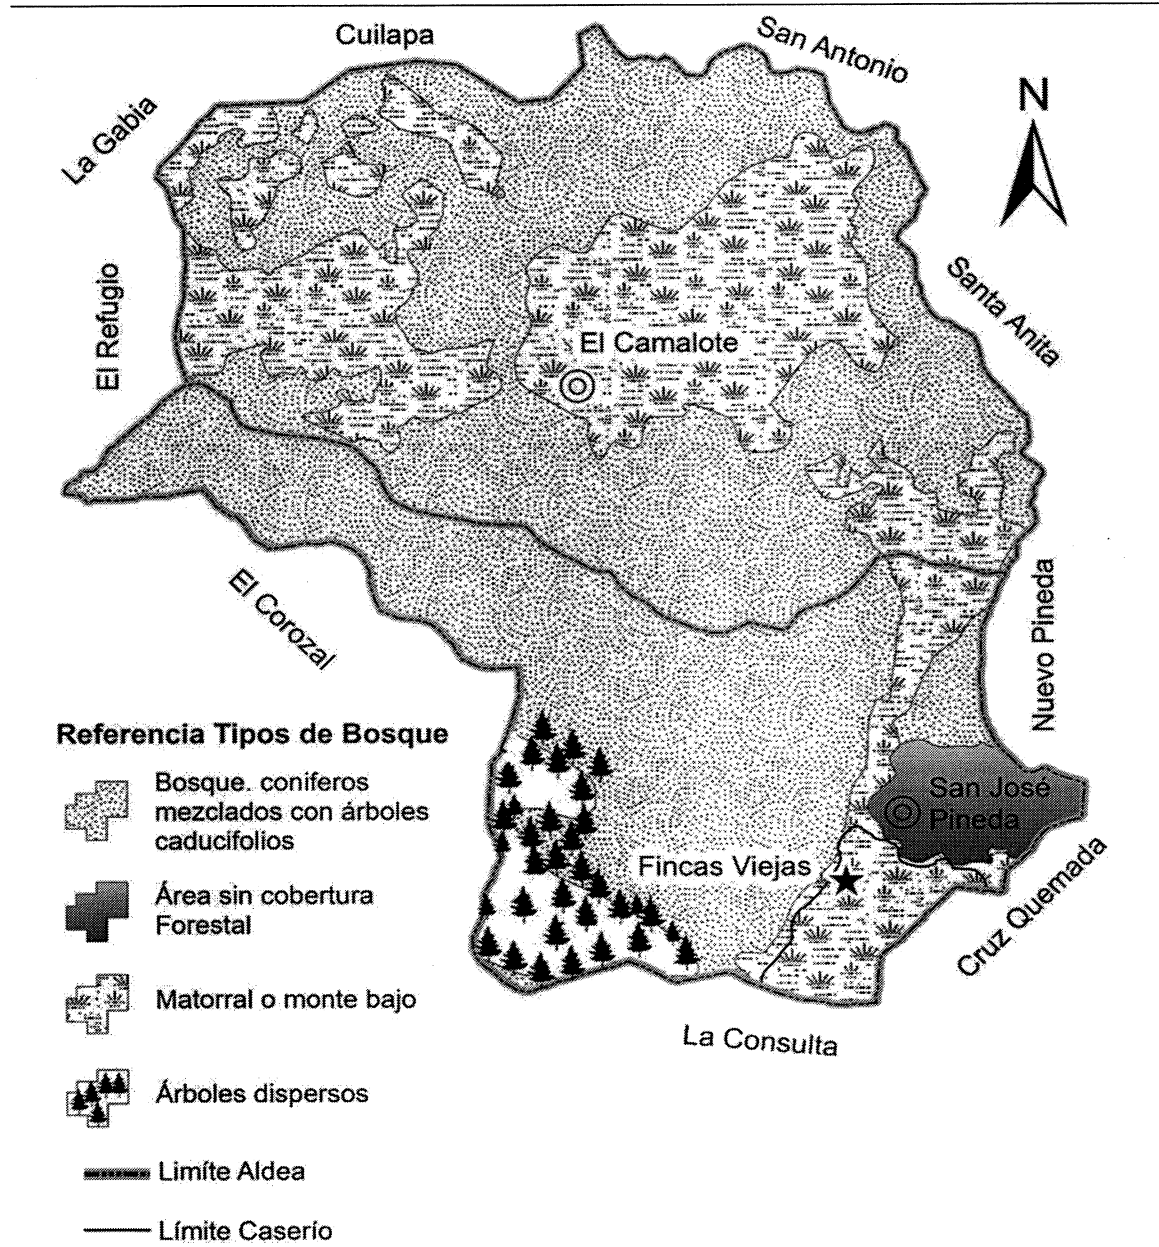 Cuilapa
San Antonio
La Gabia
N
El Refugio
Santa Anita
El Camalote
El Corozal
Nuevo Pineda
Referencia Tipos de Bosque
Bosque. coniferos
mezclados con árboles
caducifolios
San José
Pineda
Fincas Viejas
Cruz Quemada
Área sin cobertura
Forestal
Matorral o monte bajo
La Consulta
Árboles dispersos
Limíte Aldea
Límite Caserío